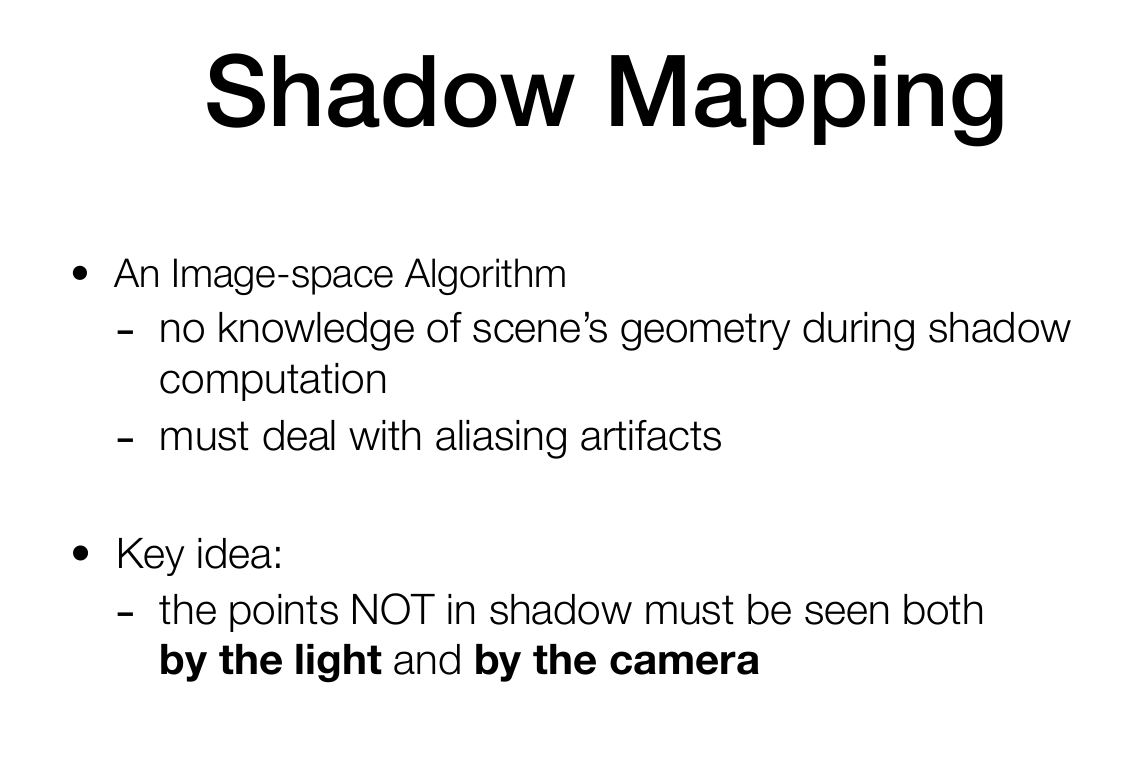 Shadow Mapping
• An Image-space Algorithm
- no knowledge of scene’s geometry during shadow
computation
- must deal with aliasing artifacts
• Key idea:
- the points NOT in shadow must be seen both
by the light and by the camera